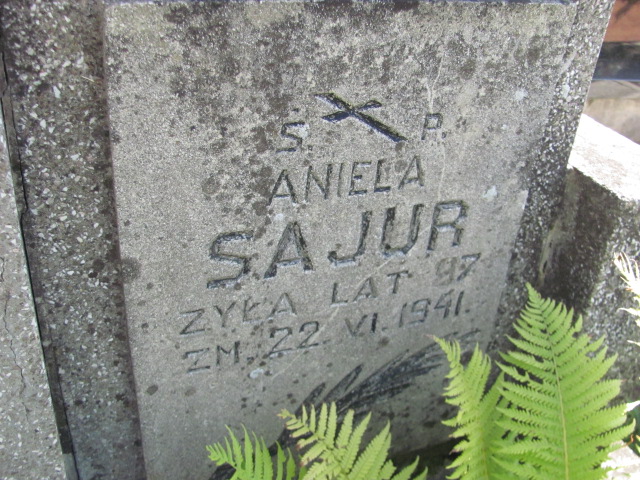 Ś. P.
ANIELA
SAJUR
ŻYŁA LAT 97
ZM. 22. VI. 1941.